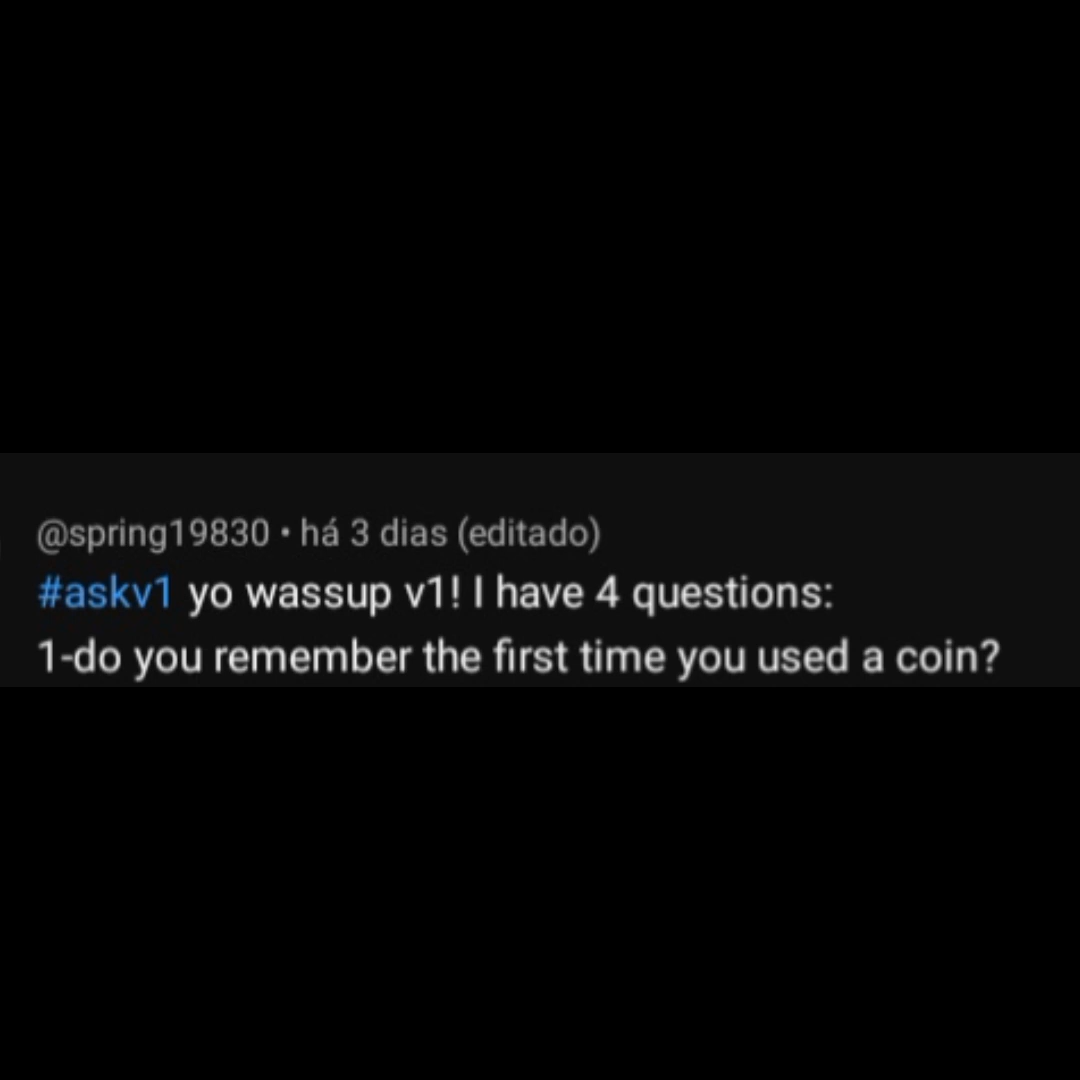 @spring19830 • há 3 dias (editado)
#askv1 yo wassup v1! I have 4 questions:
1-do you remember the first time you used a coin?